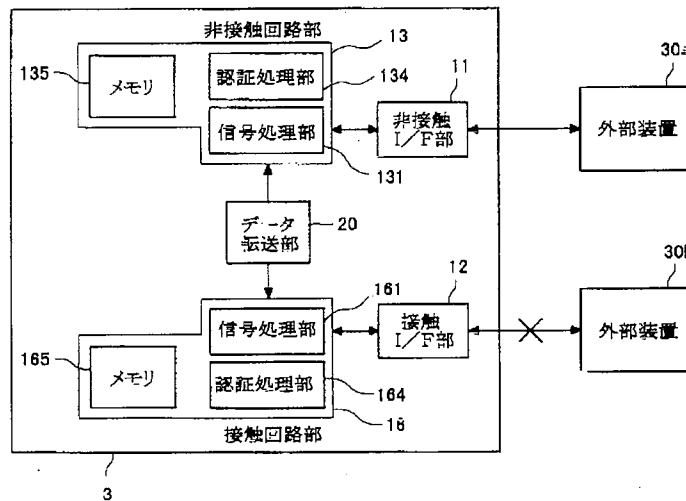 非接触回路部
13
135
メモリ
認証処理部
134
信号処理部
131
11
非接触
I/F部
30a
外部装置
データ
転送部
20
161
信号処理部
12
接触
I/F部
30b
外部装置
165
メモリ
認証処理部
164
16
接触回路部
3